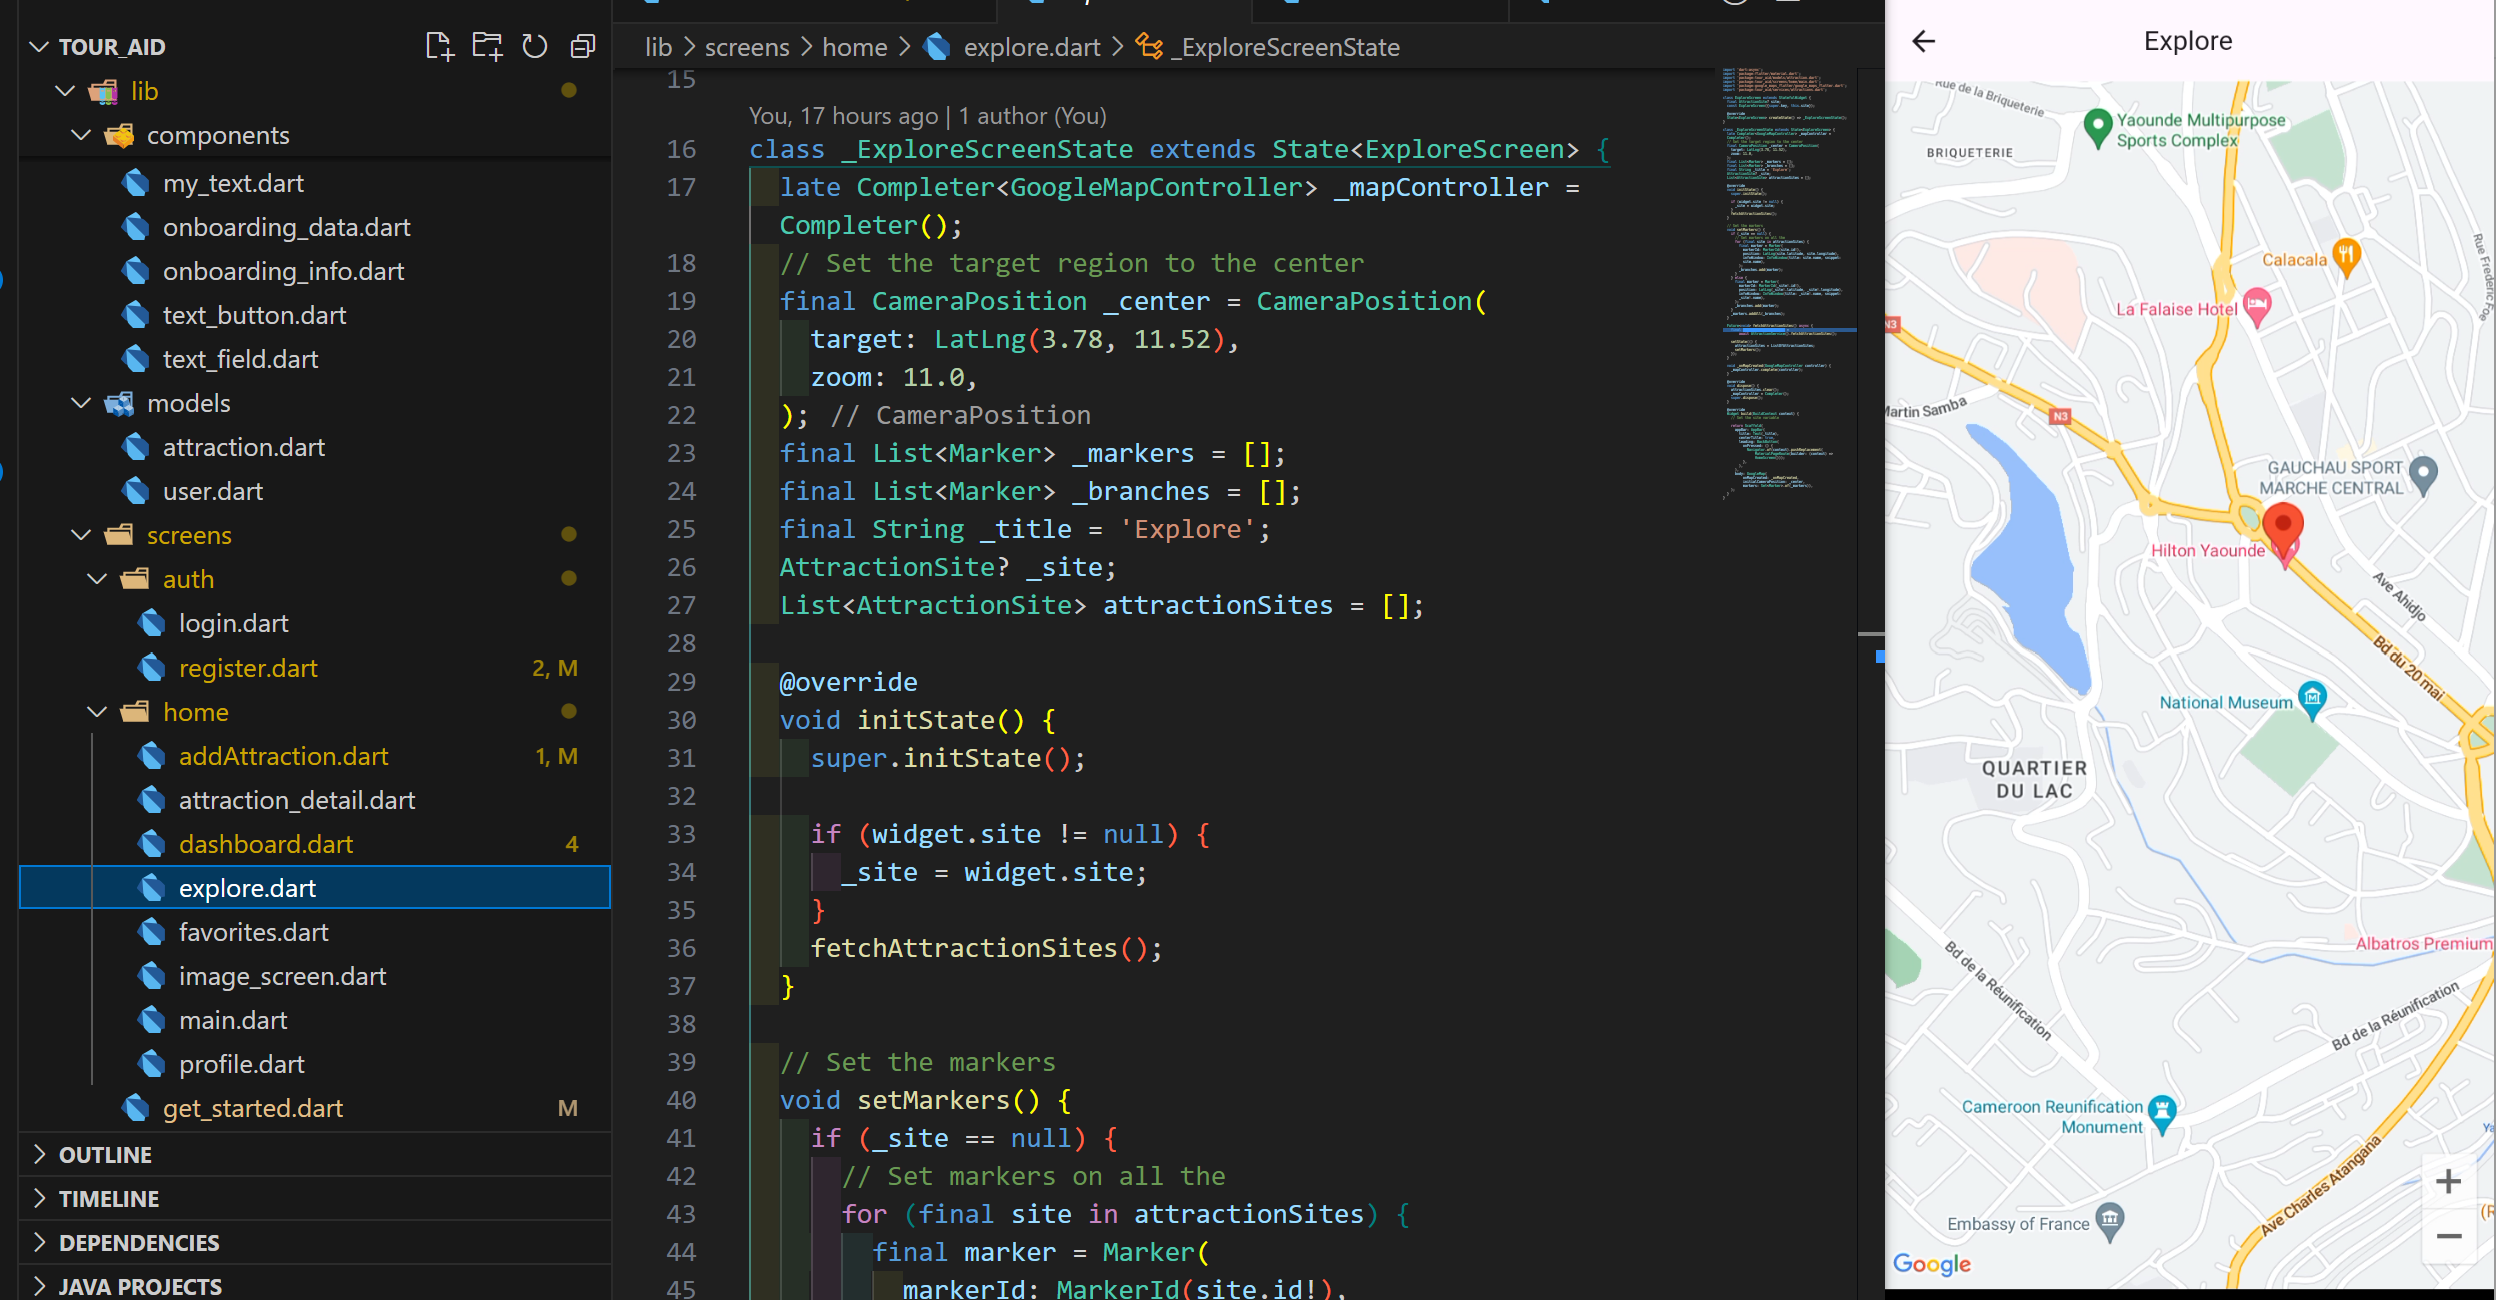 TOUR_AID
lib
components
my_text.dart
onboarding_data.dart
onboarding_info.dart
text_button.dart
text_field.dart
models
attraction.dart
user.dart
screens
auth
login.dart
register.dart 2, M
home
addAttraction.dart 1, M
attraction_detail.dart
dashboard.dart 4
explore.dart
favorites.dart
image_screen.dart
main.dart
profile.dart
get_started.dart M
OUTLINE
TIMELINE
DEPENDENCIES
JAVA PROJECTS
lib > screens > home > explore.dart > _ExploreScreenState
15
You, 17 hours ago | 1 author (You)
16 class _ExploreScreenState extends State<ExploreScreen> {
17 late Completer<GoogleMapController> _mapController =
Completer();
18 // Set the target region to the center
19 final CameraPosition _center = CameraPosition(
20 target: LatLng(3.78, 11.52),
21 zoom: 11.0,
22 ); // CameraPosition
23 final List<Marker> _markers = [];
24 final List<Marker> _branches = [];
25 final String _title = 'Explore';
26 AttractionSite? _site;
27 List<AttractionSite> attractionSites = [];
28
29 @override
30 void initState() {
31 super.initState();
32
33 if (widget.site != null) {
34 _site = widget.site;
35 }
36 fetchAttractionSites();
37 }
38
39 // Set the markers
40 void setMarkers() {
41 if (_site == null) {
42 // Set markers on all the
43 for (final site in attractionSites) {
44 final marker = Marker(
45 markerId: MarkerId(site.id!),
Explore
Rue de la Briqueterie
Yaounde Multipurpose
Sports Complex
BRIQUETERIE
Rue Frederic Foe
Calacala
La Falaise Hotel
N3
Martin Samba
N3
GAUCHAU SPORT
MARCHE CENTRAL
Hilton Yaounde
Ave Ahidjo
Bd du 20 mai
National Museum
QUARTIER
DU LAC
Albatros Premium
Bd de la Réunification
Bd de la Réunification
Cameroon Reunification
Monument
Ave Charles Atangana
Embassy of France
Google